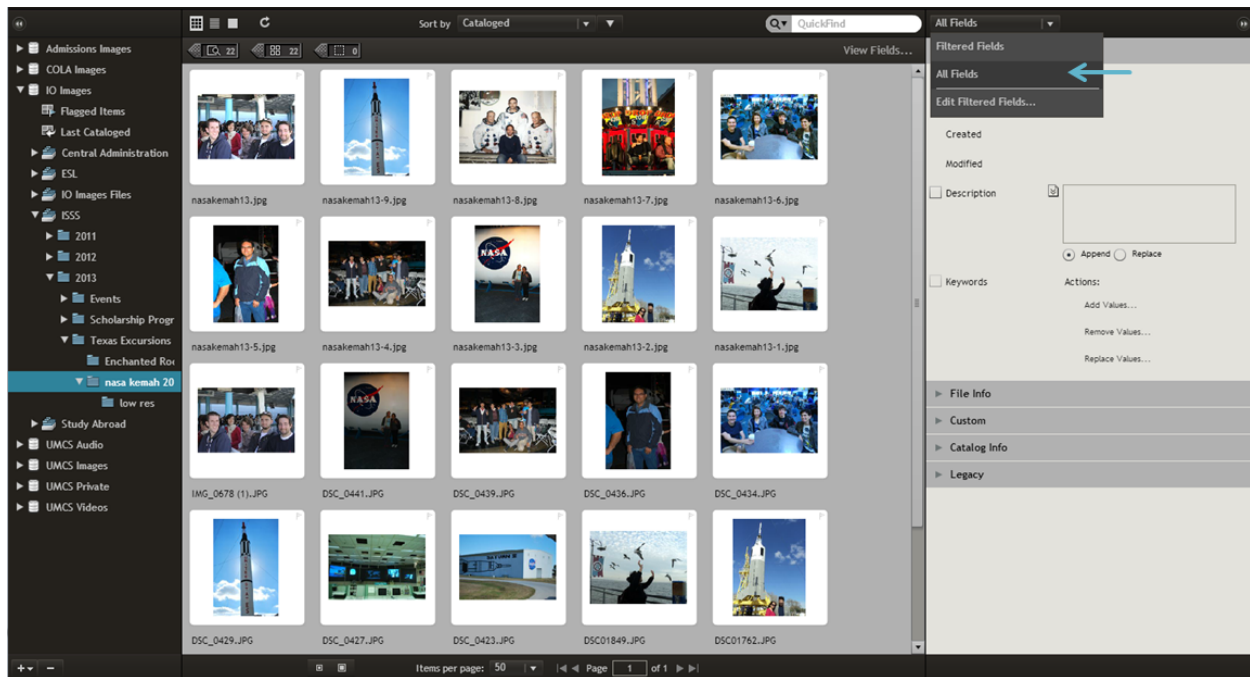 Sort by Cataloged
QuickFind
All Fields
22 22 0
View Fields...
Filtered Fields
All Fields
Edit Filtered Fields...
Admissions Images
COLA Images
IO Images
Flagged Items
Last Cataloged
Central Administration
ESL
IO Images Files
ISSS
2011
2012
2013
Events
Scholarship Progr
Texas Excursions
Enchanted Ro
nasa kemah 20
low res
Study Abroad
UMCS Audio
UMCS Images
UMCS Private
UMCS Videos
nasakemah13.jpg nasakemah13-9.jpg nasakemah13-8.jpg nasakemah13-7.jpg nasakemah13-6.jpg
NASA
nasakemah13-5.jpg nasakemah13-4.jpg nasakemah13-3.jpg nasakemah13-2.jpg nasakemah13-1.jpg
NASA
IMG_0678 (1).JPG DSC_0441.JPG DSC_0439.JPG DSC_0436.JPG DSC_0434.JPG
DSC_0429.JPG DSC_0427.JPG DSC_0423.JPG DSC01849.JPG DSC01762.JPG
Created
Modified
Description
Append Replace
Keywords Actions:
Add Values...
Remove Values...
Replace Values...
File Info
Custom
Catalog Info
Legacy
Items per page: 50 Page 1 of 1